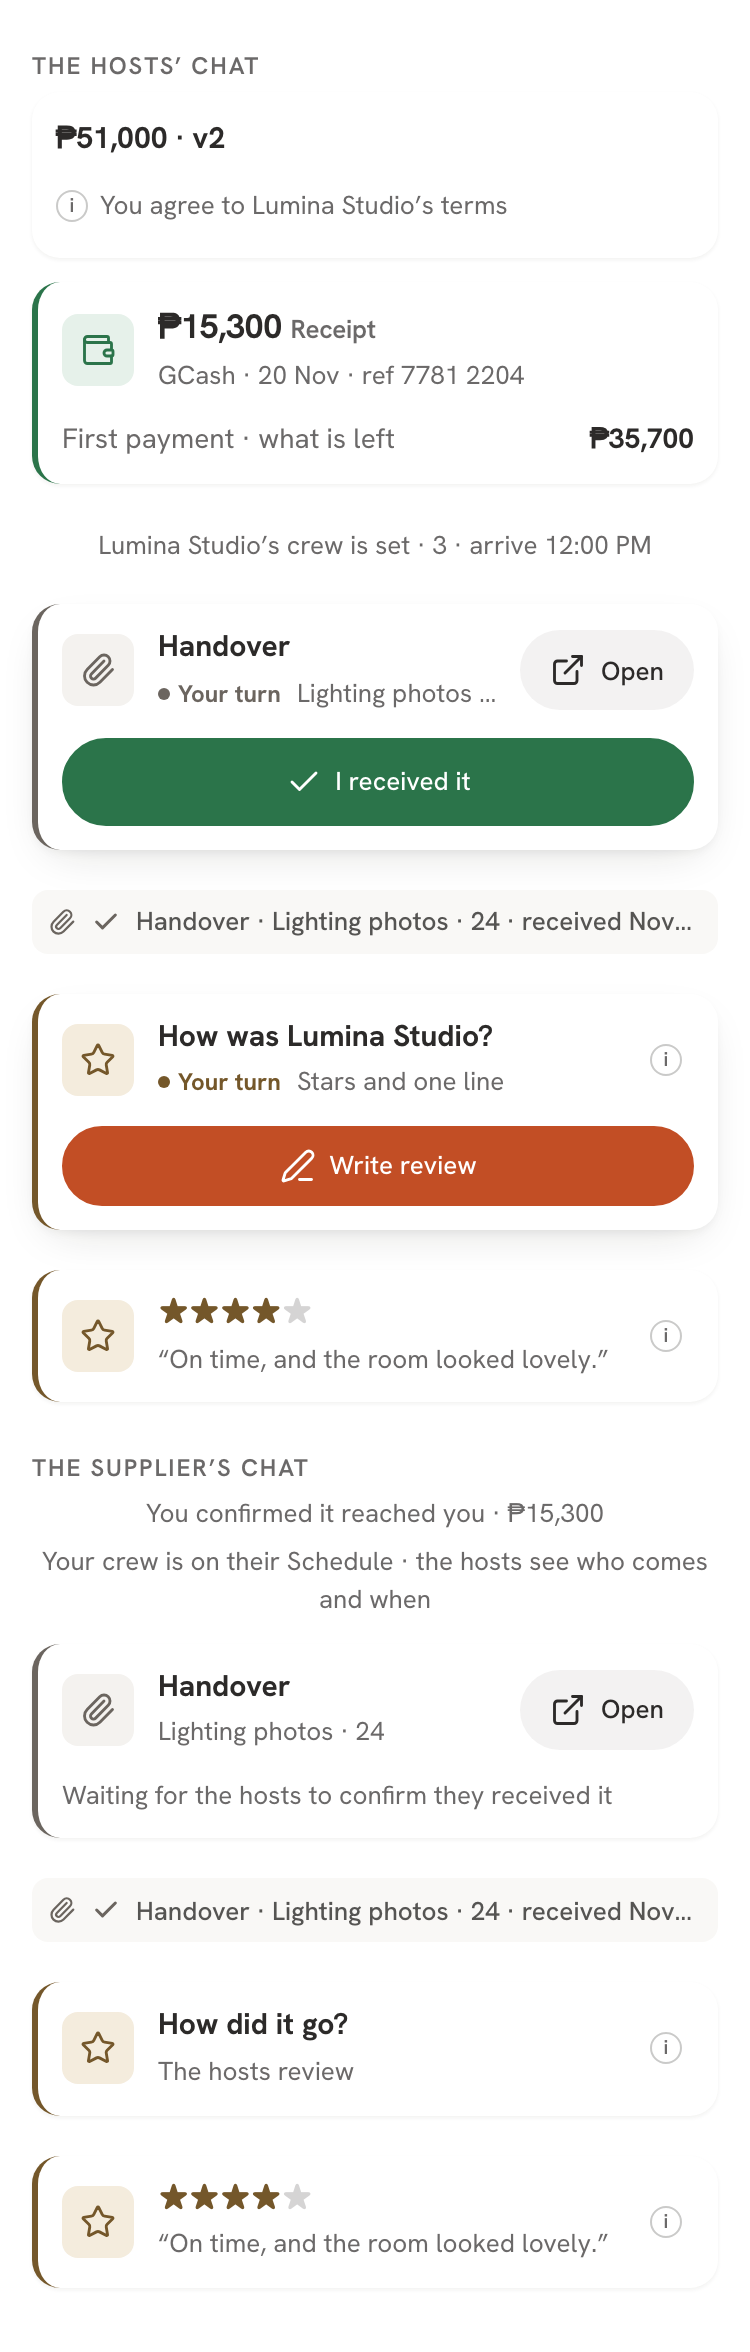 THE HOSTS’ CHAT
₱51,000 · v2
You agree to Lumina Studio’s terms
₱15,300 Receipt
GCash · 20 Nov · ref 7781 2204
First payment · what is left ₱35,700
Lumina Studio’s crew is set · 3 · arrive 12:00 PM
Handover
Your turn Lighting photos ...
Open
I received it
Handover · Lighting photos · 24 · received Nov...
How was Lumina Studio?
Your turn Stars and one line
Write review
“On time, and the room looked lovely.”
THE SUPPLIER’S CHAT
You confirmed it reached you · ₱15,300
Your crew is on their Schedule · the hosts see who comes
and when
Handover
Lighting photos · 24
Open
Waiting for the hosts to confirm they received it
Handover · Lighting photos · 24 · received Nov...
How did it go?
The hosts review
“On time, and the room looked lovely.”